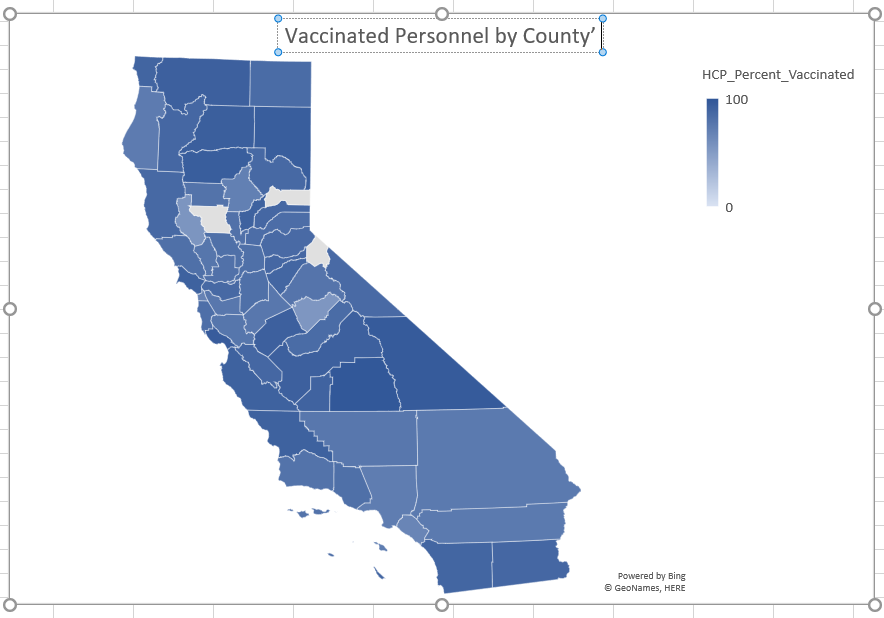 Vaccinated Personnel by County’
HCP_Percent_Vaccinated
100
0
Powered by Bing
© GeoNames, HERE